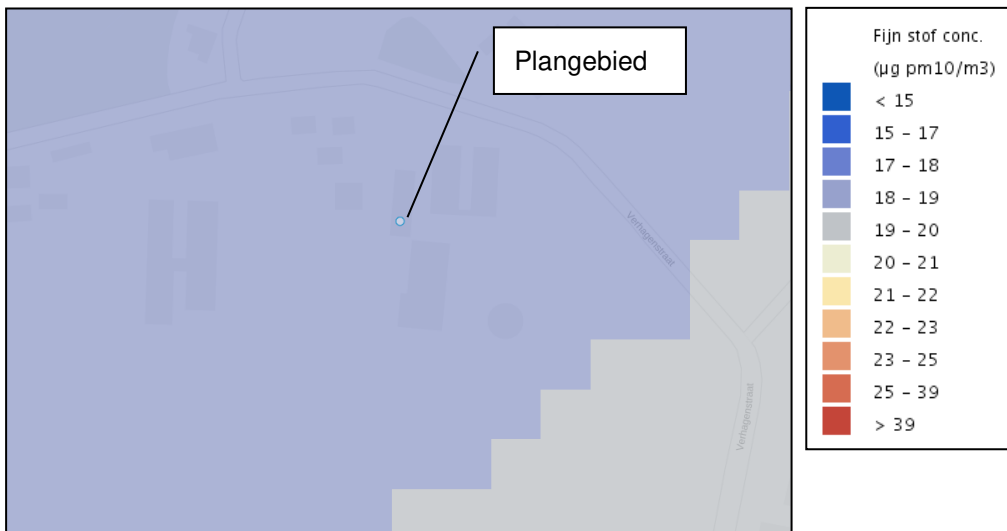 Plangebied
Verhagenstraat
Verhagenstraat
Fijn stof conc.
(µg pm10/m3)
< 15
15 – 17
17 – 18
18 – 19
19 – 20
20 – 21
21 – 22
22 – 23
23 – 25
25 – 39
> 39